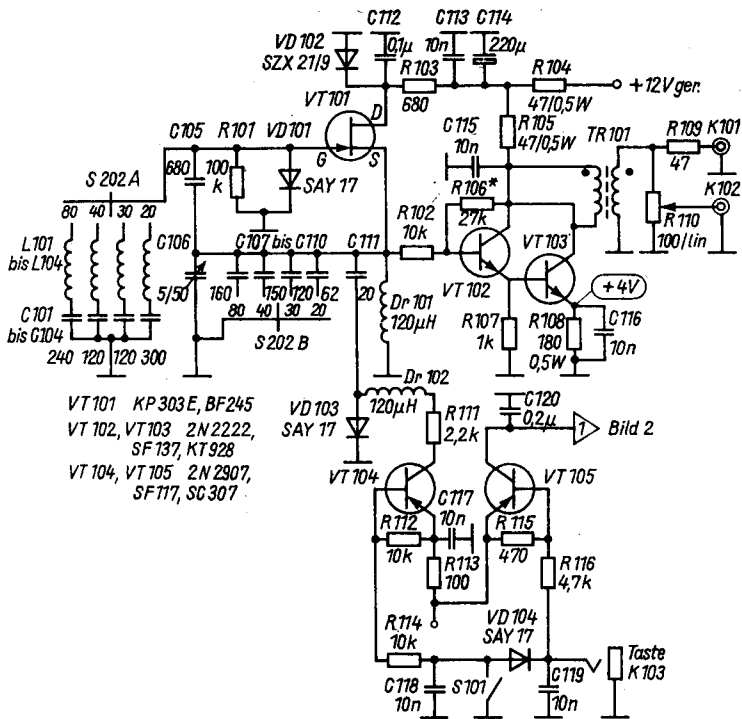 C112 C113 C114
VD102 0,1µ 10n 220µ
SZX 21/9
R103 R104
680 47/0,5W +12Vger.
VT101 D
R105
47/0,5W
C105 R101 VD101 G S C115 TR101 R109 K101
680 100 k SAY 17 10n 47
S 202 A R106* K102
80 40 30 20 27k R110
R102 100/lin
10k
L101 C106 C107 bis C110 C111 VT103
bis L104 +4V
5/50 160 150 120 62 20 Dr 101 VT102
120µH
C101 80 40 30 20 R107 R108 C116
bis C104 S202B 1k 180 10n
240 120 120 300 0,5W
Dr 102
120µH C120
VT101 KP303E, BF245 VD103 R111 0,2µ
VT102, VT103 2N2222, SAY 17 2,2k 1 Bild 2
SF137, KT928
VT104, VT105 2N2907, VT104 VT105
SF117, SC307 C117
R112 10n R115
10k R113 470 R116
100 4,7k
R114 VD104
10k SAY 17 Taste
C118 S101 C119 K103
10n 10n